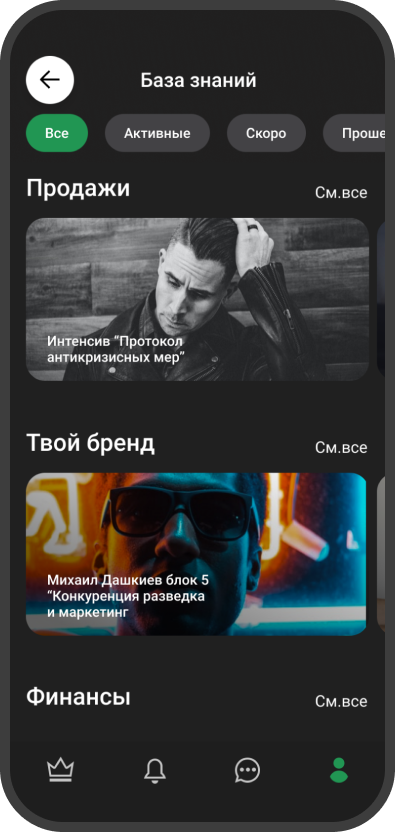 База знаний
Все
Активные
Скоро
Проше
Продажи
См.все
Интенсив “Протокол
антикризисных мер”
Твой бренд
См.все
Михаил Дашкиев блок 5
“Конкуренция разведка
и маркетинг
Финансы
См.все